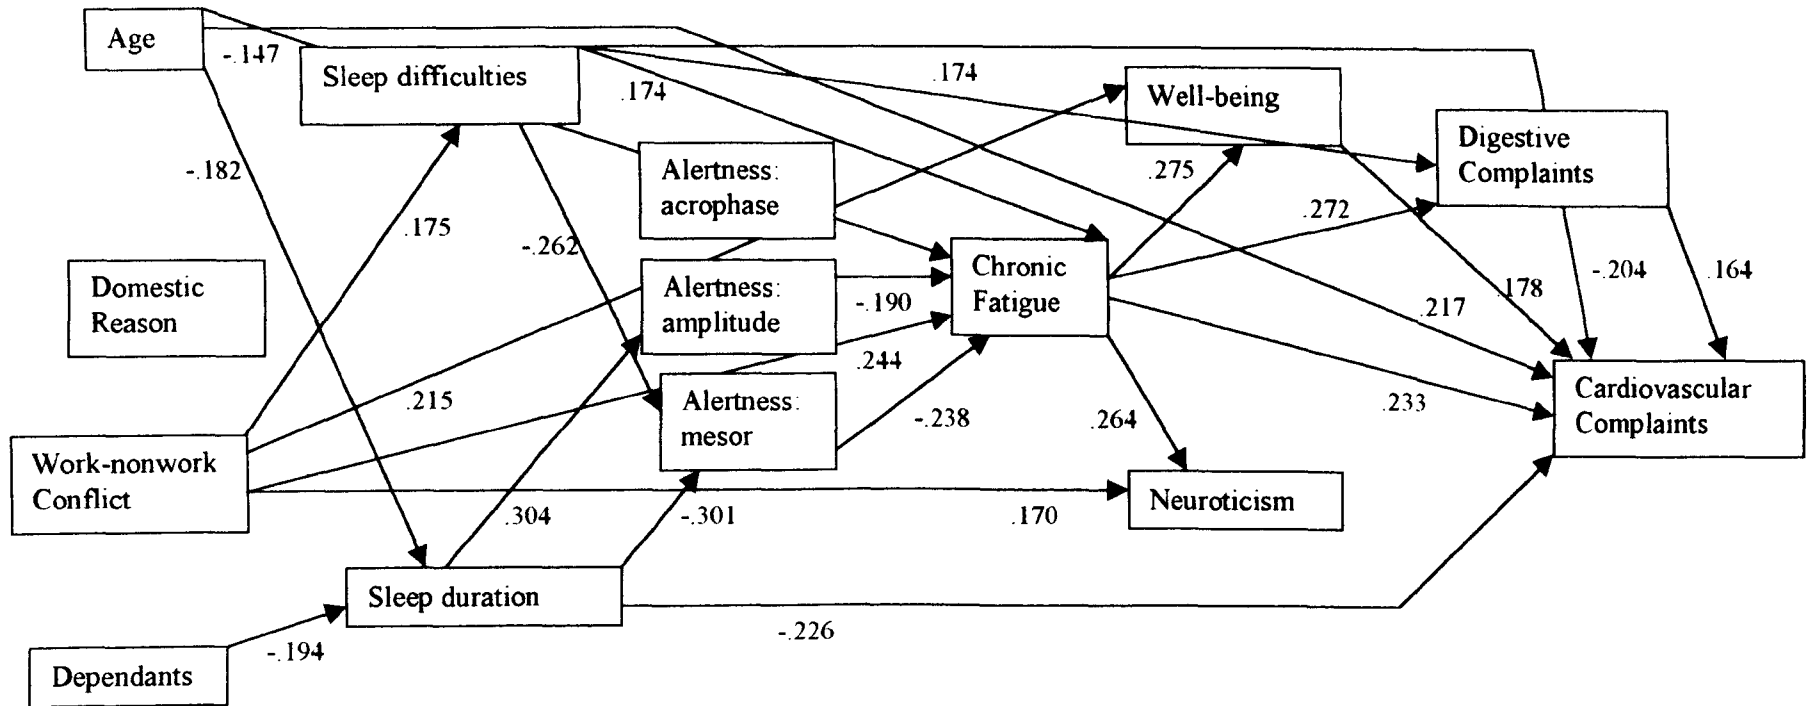 Age
-.147
Sleep difficulties
.174
.174
Well-being
Digestive
Complaints
-.182
Alertness:
acrophase
.275
.272
.175
-.262
Chronic
Fatigue
-.204
.164
Domestic
Reason
Alertness:
amplitude
-.190
.217
.178
.244
.215
Alertness:
mesor
-.238
.264
.233
Cardiovascular
Complaints
Work-nonwork
Conflict
Neuroticism
.304
-.301
.170
Sleep duration
-.226
-.194
Dependants